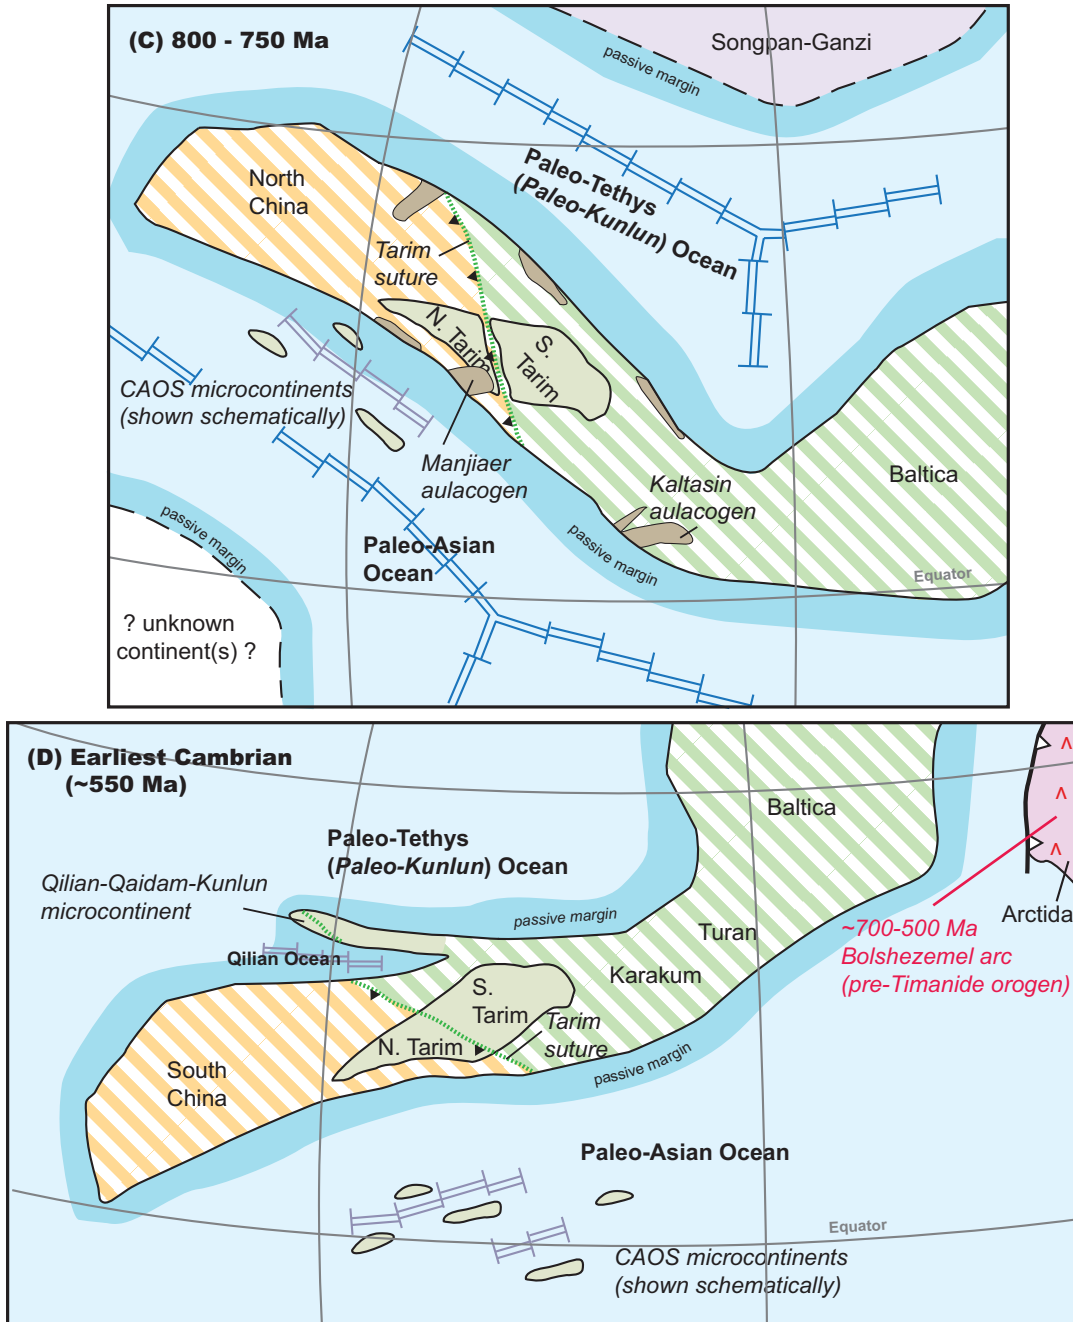 (C) 800 - 750 Ma
Songpan-Ganzi
passive margin
North
China
Paleo-Tethys
(Paleo-Kunlun) Ocean
Tarim
suture
N. Tarim
S.
Tarim
CAOS microcontinents
(shown schematically)
Manjiaer
aulacogen
Kaltasin
aulacogen
Baltica
passive margin
Paleo-Asian
Ocean
passive margin
Equator
? unknown
continent(s) ?
(D) Earliest Cambrian
(~550 Ma)
Baltica
Paleo-Tethys
(Paleo-Kunlun) Ocean
Qilian-Qaidam-Kunlun
microcontinent
passive margin
Arctida
Turan
~700-500 Ma
Bolshezemel arc
(pre-Timanide orogen)
Qilian Ocean
Karakum
S.
Tarim
N. Tarim
Tarim
suture
South
China
passive margin
Paleo-Asian Ocean
Equator
CAOS microcontinents
(shown schematically)